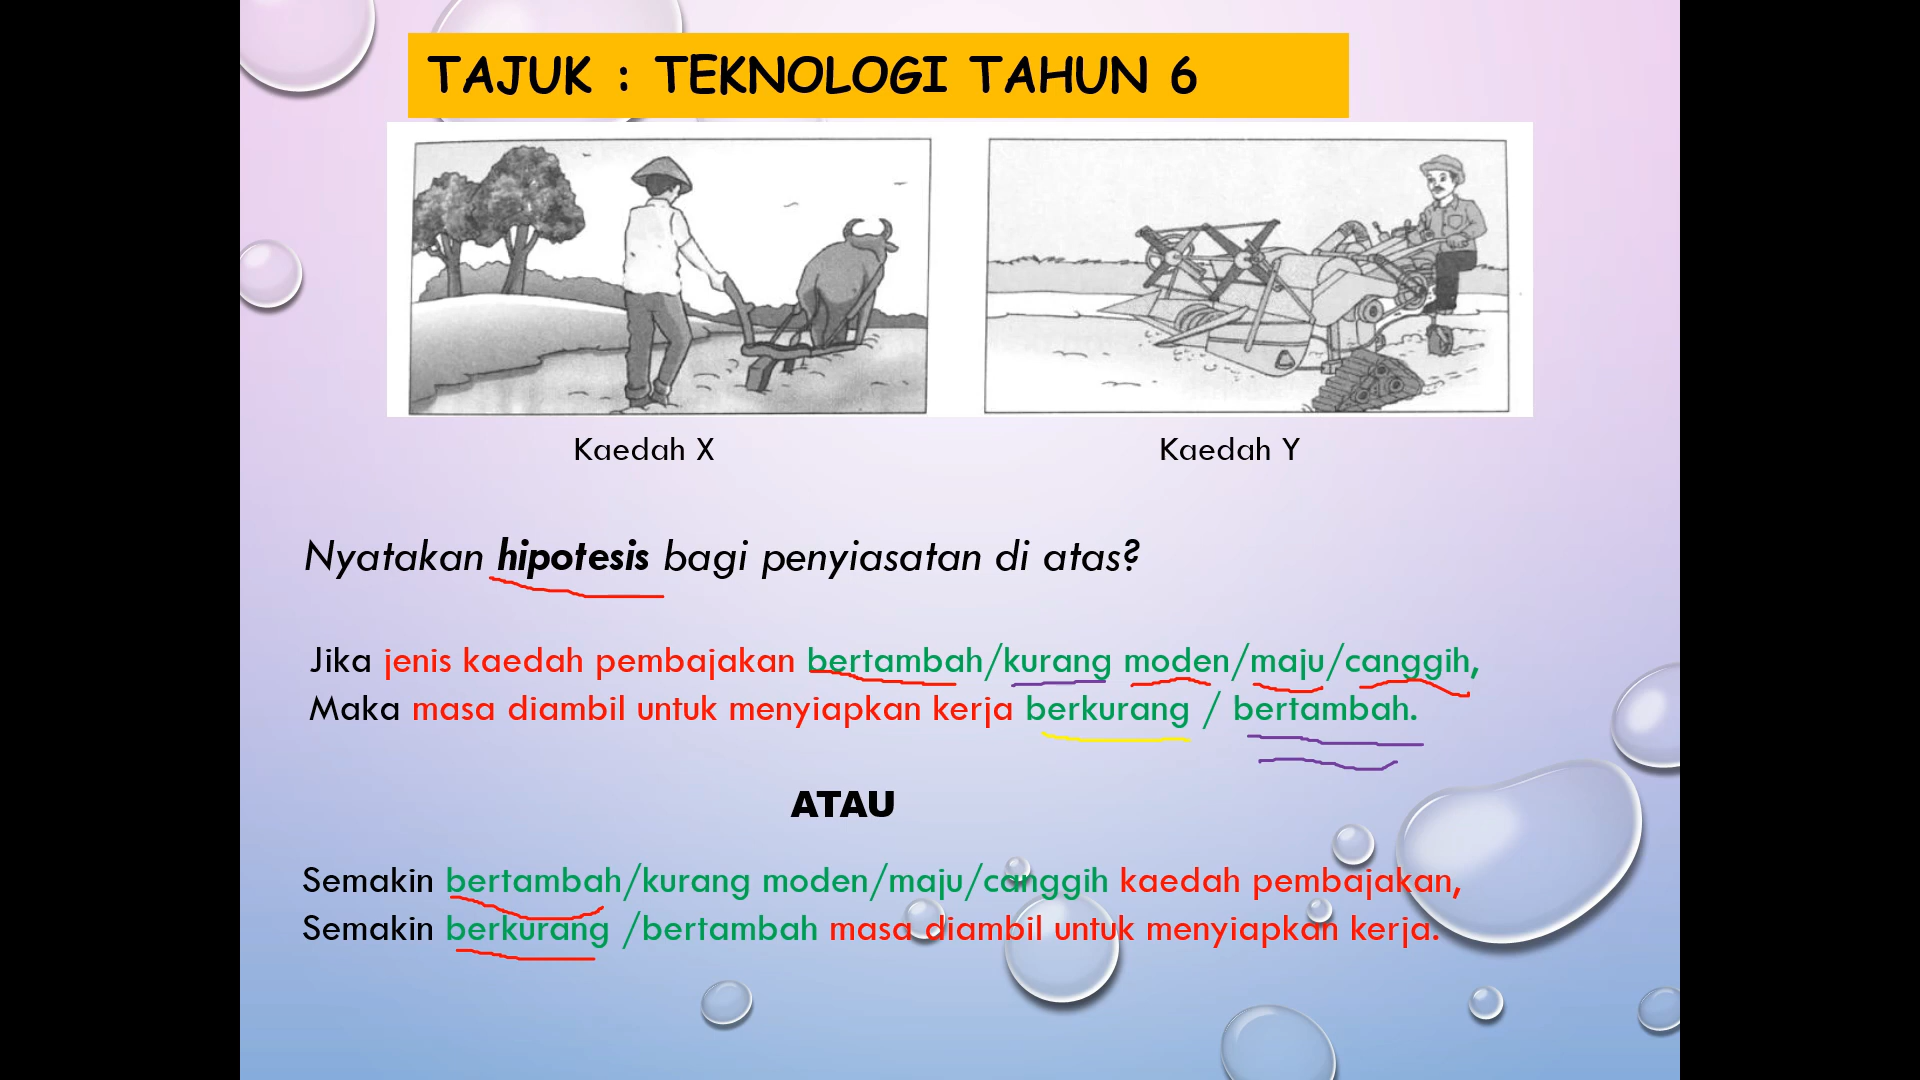 TAJUK : TEKNOLOGI TAHUN 6
Kaedah X
Kaedah Y
Nyatakan hipotesis bagi penyiasatan di atas?
Jika jenis kaedah pembajakan bertambah/kurang moden/maju/canggih,
Maka masa diambil untuk menyiapkan kerja berkurang / bertambah.
ATAU
Semakin bertambah/kurang moden/maju/canggih kaedah pembajakan,
Semakin berkurang /bertambah masa diambil untuk menyiapkan kerja.